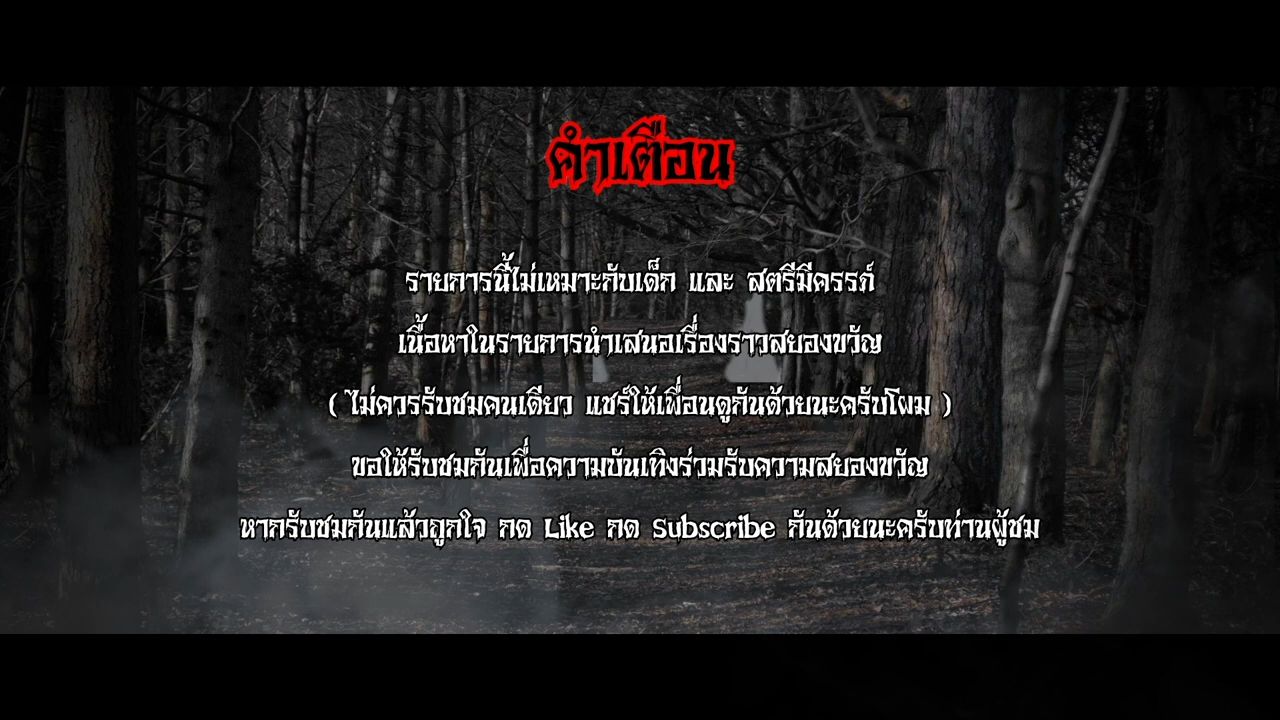 คำเตือน
รายการนี้ไม่เหมาะกับเด็ก และ สตรีมีครรภ์
เนื้อหาในรายการนำเสนอเรื่องราวสยองขวัญ
( ไม่ควรรับชมคนเดียว แชร์ให้เพื่อนดูกันด้วยนะครับโผม )
ขอให้รับชมกันเพื่อความบันเทิงร่วมรับความสยองขวัญ
หากรับชมกันแล้วถูกใจ กด Like กด Subscribe กันด้วยนะครับท่านผู้ชม